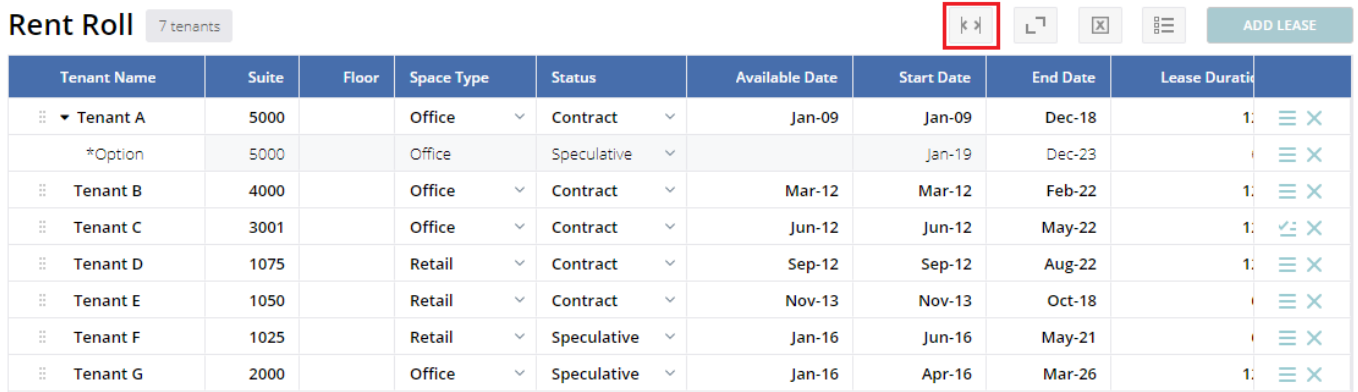 Rent Roll 7 tenants ADD LEASE
Tenant Name Suite Floor Space Type Status Available Date Start Date End Date Lease
Tenant A 5000 Office Contract Jan-09 Jan-09 Dec-18
*Option 5000 Office Speculative Jan-19 Dec-23
Tenant B 4000 Office Contract Mar-12 Mar-12 Feb-22
Tenant C 3001 Office Contract Jun-12 Jun-12 May-22
Tenant D 1075 Retail Contract Sep-12 Sep-12 Aug-22
Tenant E 1050 Retail Contract Nov-13 Nov-13 Oct-18
Tenant F 1025 Retail Speculative Jan-16 Jun-16 May-21
Tenant G 2000 Office Speculative Jan-16 Apr-16 Mar-26